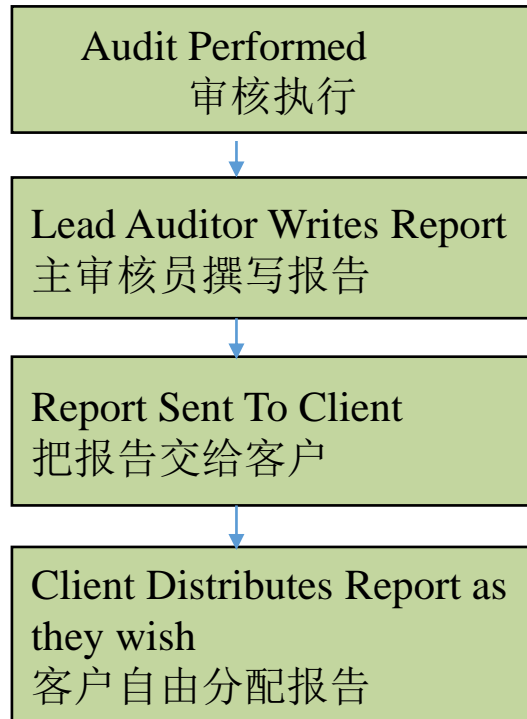 Audit Performed
审核执行
Lead Auditor Writes Report
主审核员撰写报告
Report Sent To Client
把报告交给客户
Client Distributes Report as
they wish
客户自由分配报告